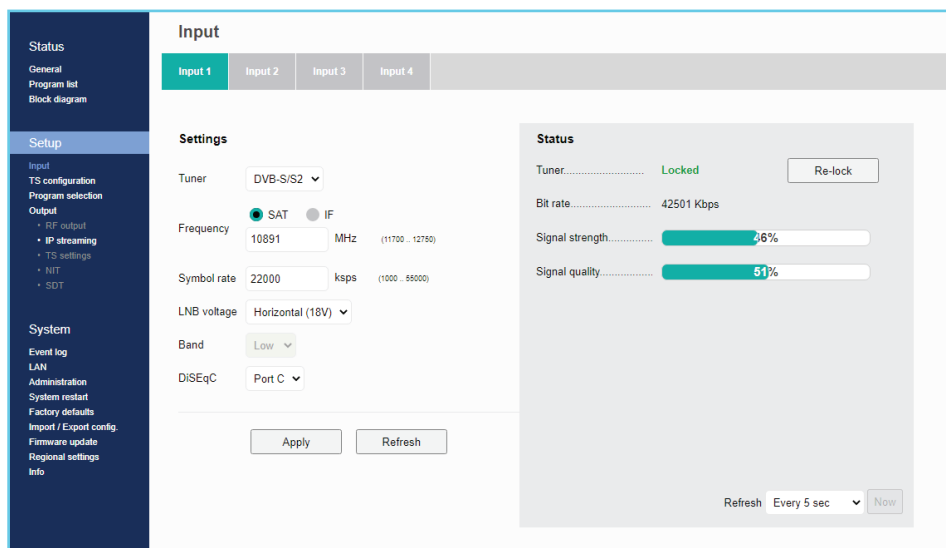 Status
General
Program list
Block diagram
Setup
Input
TS configuration
Program selection
Output
• RF output
• IP streaming
• TS settings
• NIT
• SDT
System
Event log
LAN
Administration
System restart
Factory defaults
Import / Export config.
Firmware update
Regional settings
Info
Input
Input 1 Input 2 Input 3 Input 4
Settings
Tuner DVB-S/S2
SAT IF
Frequency 10891 MHz (11700 .. 12750)
Symbol rate 22000 ksps (1000 .. 55000)
LNB voltage Horizontal (18V)
Band Low
DiSEqC Port C
Apply Refresh
Status
Tuner.......................... Locked Re-lock
Bit rate.......................... 42501 Kbps
Signal strength............... 46%
Signal quality................. 51%
Refresh Every 5 sec Now